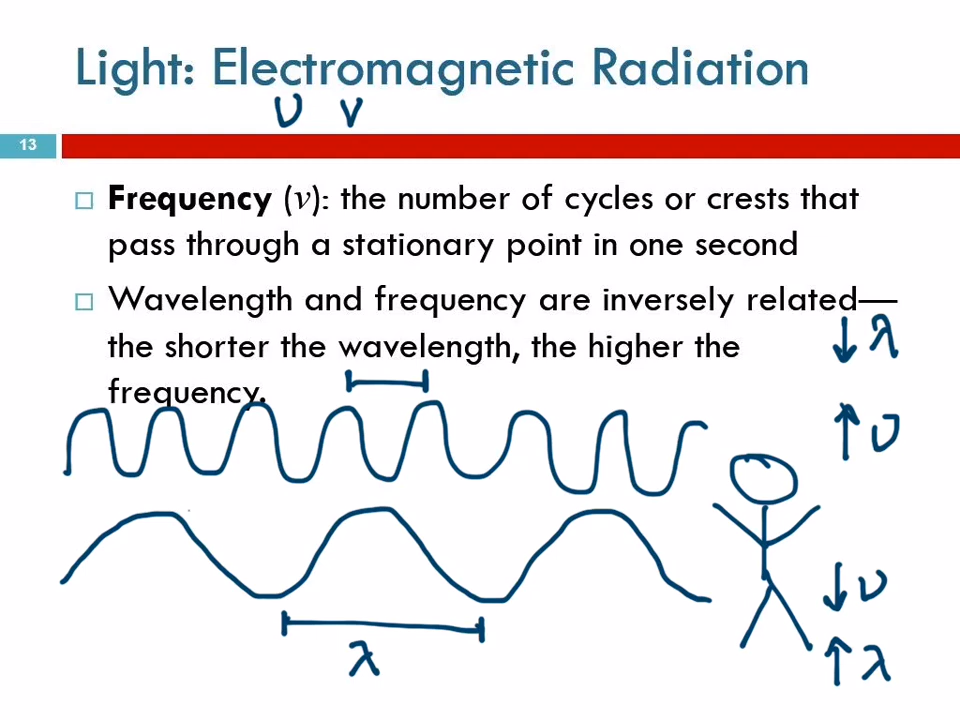 Light: Electromagnetic Radiation
ν v
13
Frequency (v): the number of cycles or crests that
pass through a stationary point in one second
Wavelength and frequency are inversely related—
the shorter the wavelength, the higher the
frequency.
↓ λ
↑ ν
↓ ν
λ
↑ λ